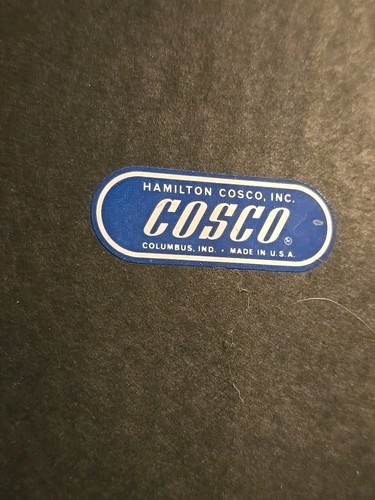 HAMILTON COSCO, INC.
COSCO ®
COLUMBUS, IND. • MADE IN U.S.A.